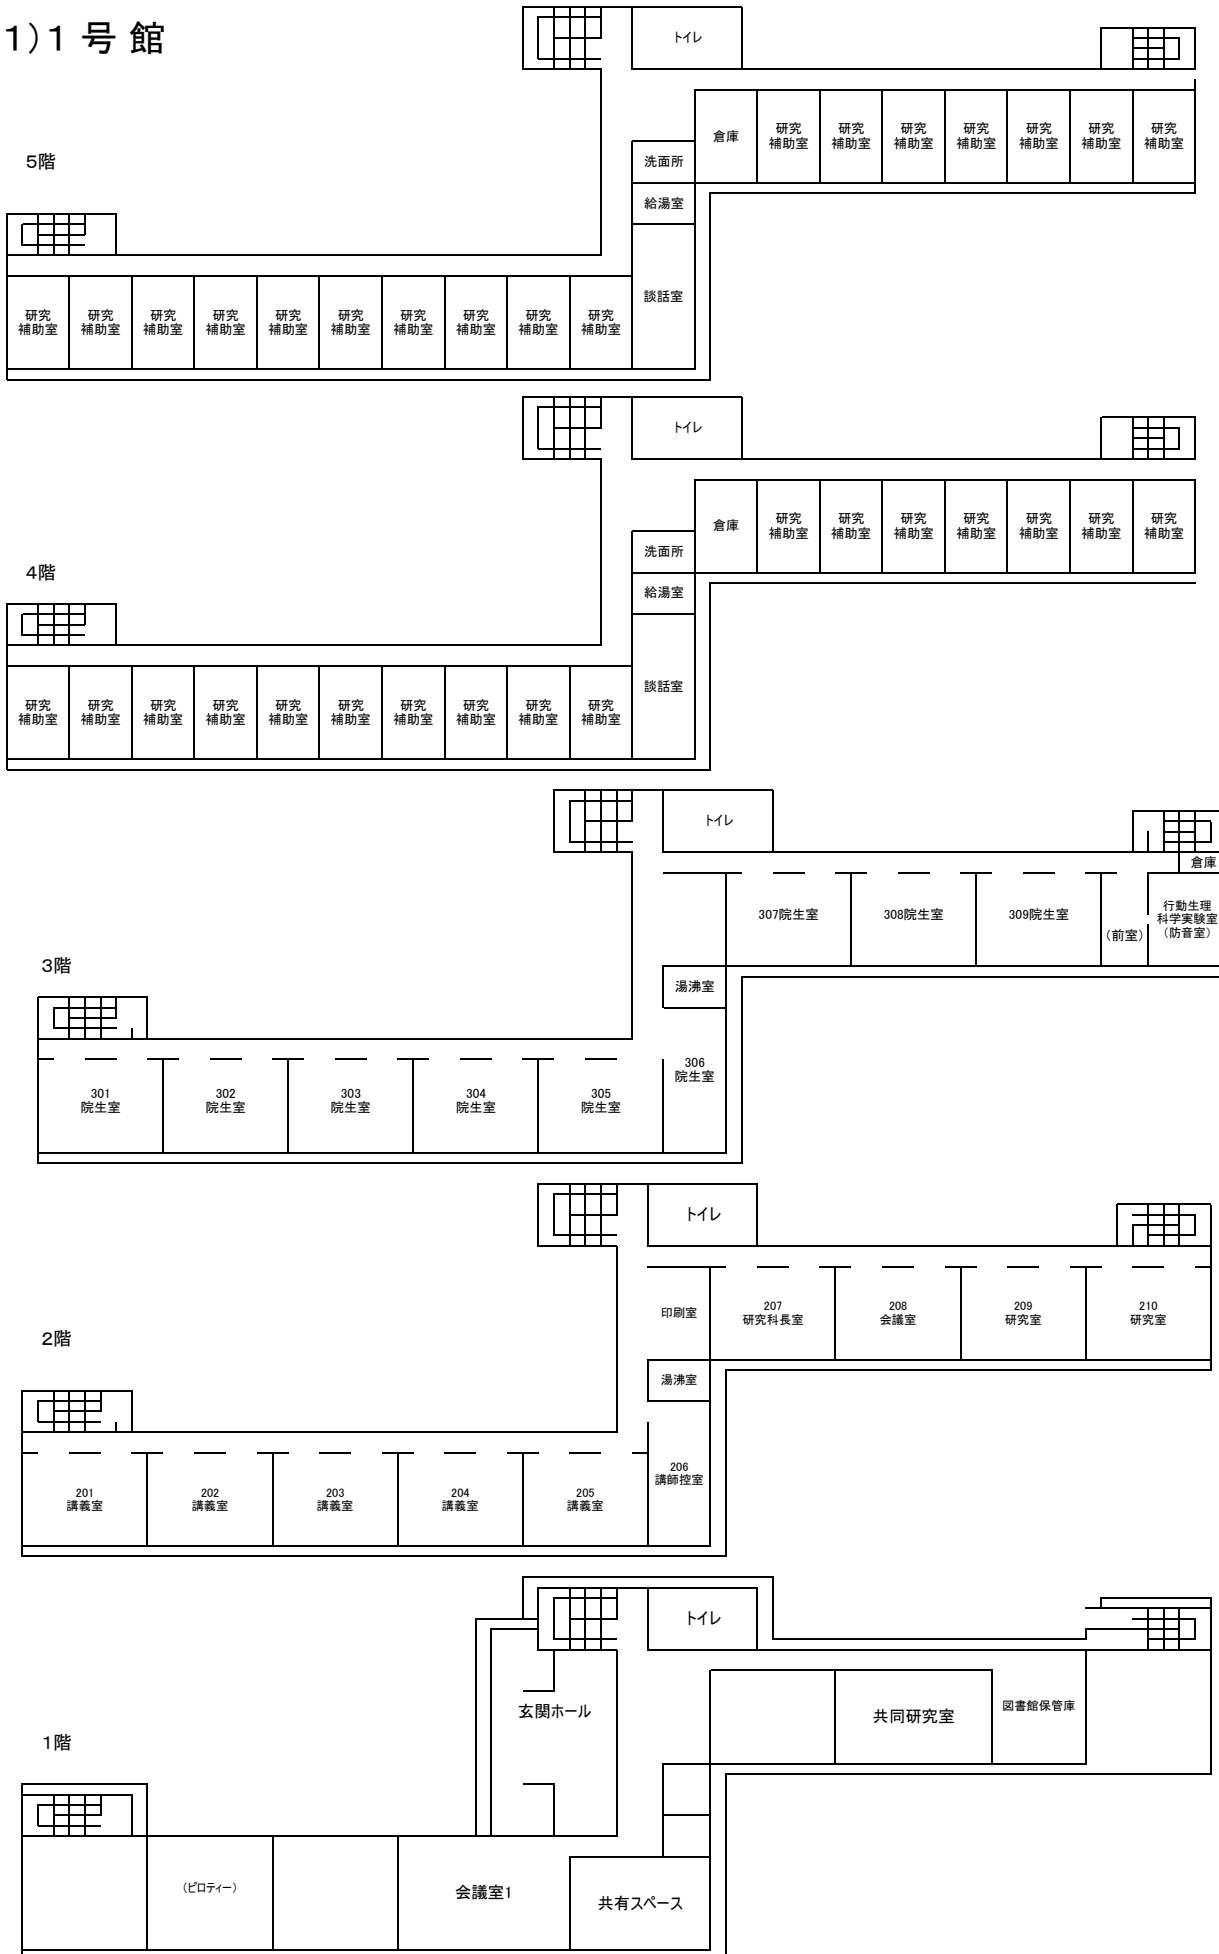 1)1 号 館
トイレ
5階
倉庫
研究
補助室
研究
補助室
研究
補助室
研究
補助室
研究
補助室
研究
補助室
研究
補助室
洗面所
給湯室
談話室
研究
補助室
研究
補助室
研究
補助室
研究
補助室
研究
補助室
研究
補助室
研究
補助室
研究
補助室
研究
補助室
研究
補助室
トイレ
4階
倉庫
研究
補助室
研究
補助室
研究
補助室
研究
補助室
研究
補助室
研究
補助室
研究
補助室
洗面所
給湯室
談話室
研究
補助室
研究
補助室
研究
補助室
研究
補助室
研究
補助室
研究
補助室
研究
補助室
研究
補助室
研究
補助室
研究
補助室
トイレ
3階
倉庫
307院生室
308院生室
309院生室
（前室）
行動生理
科学実験室
（防音室）
湯沸室
301
院生室
302
院生室
303
院生室
304
院生室
305
院生室
306
院生室
トイレ
2階
印刷室
207
研究科長室
208
会議室
209
研究室
210
研究室
湯沸室
201
講義室
202
講義室
203
講義室
204
講義室
205
講義室
206
講師控室
トイレ
1階
玄関ホール
共同研究室
図書館保管庫
（ピロティー）
会議室1
共有スペース